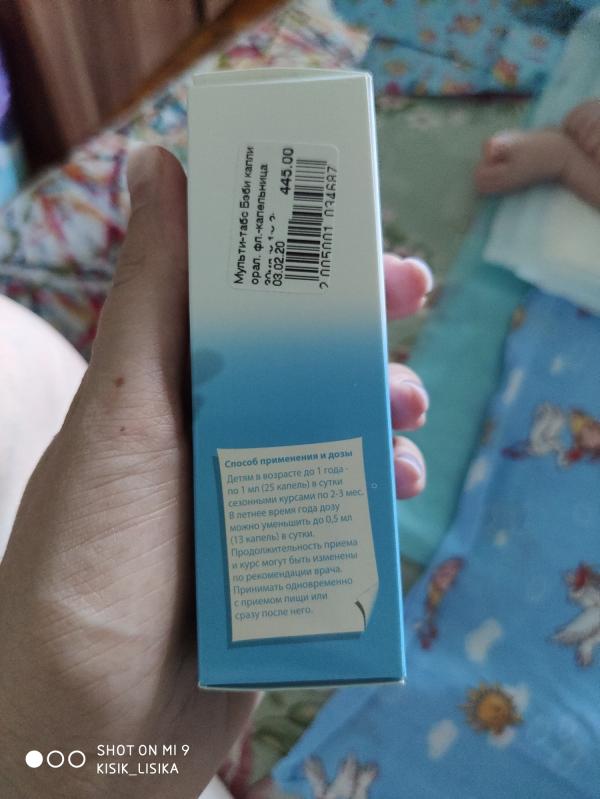 Мульти-табс Бэби капли
орал. фл.-капельница
03.02.20
445.00
2 005001 034687
Способ применения и дозы
Детям в возрасте до 1 года -
по 1 мл (25 капель) в сутки
сезонными курсами по 2-3 мес.
В летнее время года дозу
можно уменьшить до 0,5 мл
(13 капель) в сутки.
Продолжительность приема
и курс могут быть изменены
по рекомендации врача.
Принимать одновременно
с приемом пищи или
сразу после него.
SHOT ON MI 9
KISIK_LISIKA